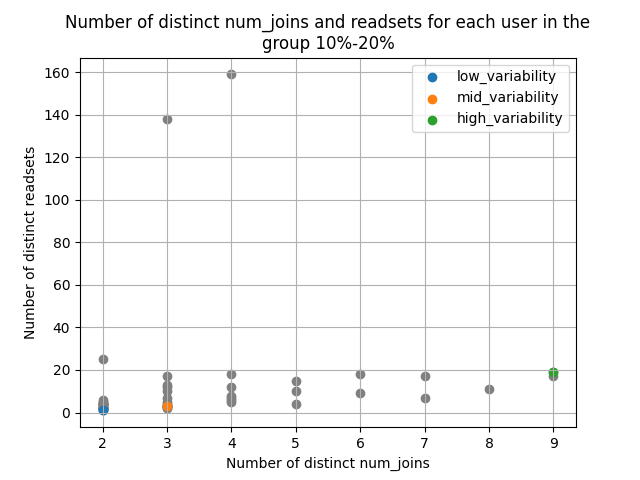 Number of distinct num_joins and readsets for each user in the
group 10%-20%
160
140
120
100
80
60
40
20
0
Number of distinct readsets
low_variability
mid_variability
high_variability
2 3 4 5 6 7 8 9
Number of distinct num_joins